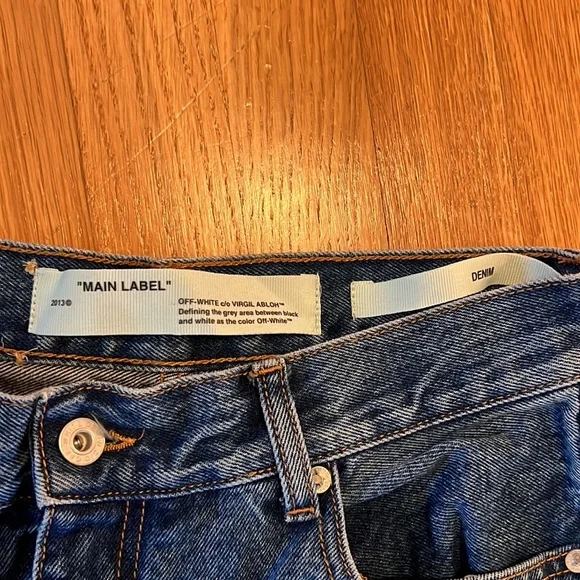 "MAIN LABEL"
2013©
OFF-WHITE c/o VIRGIL ABLOH™
Defining the grey area between black
and white as the color Off-White™
DENIM